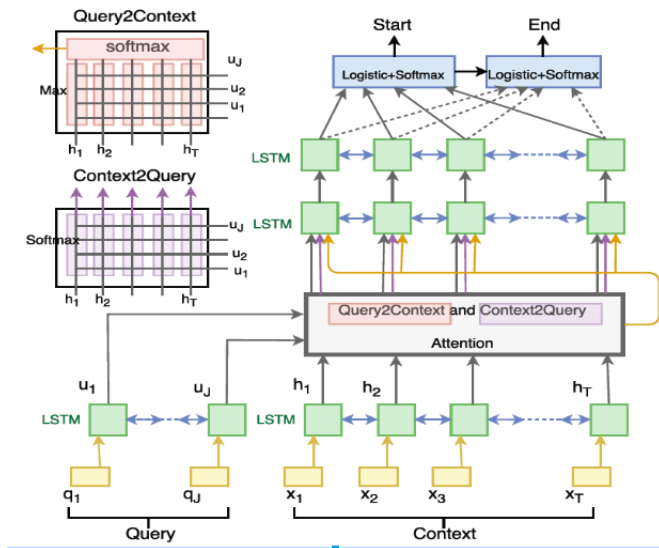 Query2Context
softmax
Max
u_J
u_2
u_1
h_1 h_2 h_T
Context2Query
Softmax
u_J
u_2
u_1
h_1 h_2 h_T
Start End
Logistic+Softmax Logistic+Softmax
LSTM
LSTM
Query2Context and Context2Query
Attention
u_1 u_J h_1 h_2 h_T
LSTM LSTM
q_1 q_J x_1 x_2 x_3 x_T
Query Context